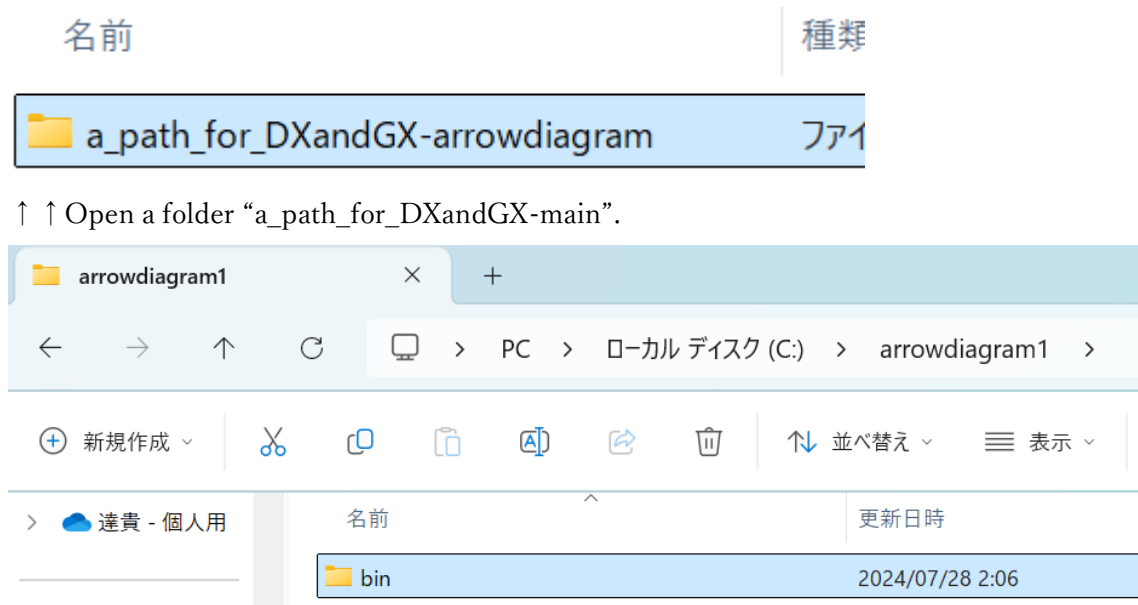 名前 種類
a_path_for_DXandGX-arrowdiagram ファイ
↑ ↑ Open a folder “a_path_for_DXandGX-main”.
arrowdiagram1
PC > ローカル ディスク (C:) > arrowdiagram1 >
新規作成 並べ替え 表示
達貴 - 個人用 名前 更新日時
bin 2024/07/28 2:06